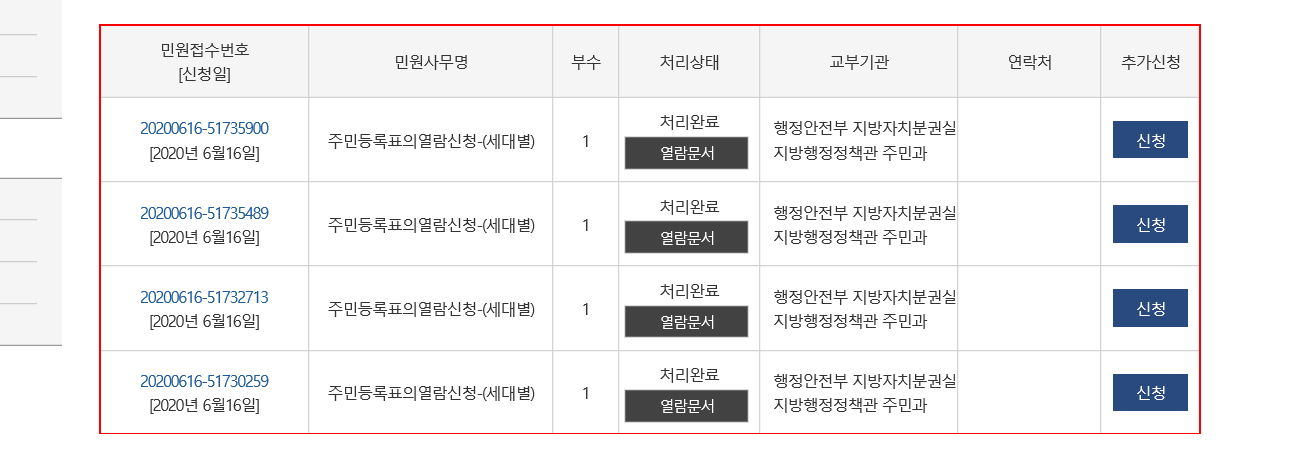 민원접수번호
[신청일]
민원사무명
부수
처리상태
교부기관
연락처
추가신청
20200616-51735900
[2020년 6월16일]
주민등록표의열람신청-(세대별)
1
처리완료
열람문서
행정안전부 지방자치분권실
지방행정정책관 주민과
신청
20200616-51735489
[2020년 6월16일]
주민등록표의열람신청-(세대별)
1
처리완료
열람문서
행정안전부 지방자치분권실
지방행정정책관 주민과
신청
20200616-51732713
[2020년 6월16일]
주민등록표의열람신청-(세대별)
1
처리완료
열람문서
행정안전부 지방자치분권실
지방행정정책관 주민과
신청
20200616-51730259
[2020년 6월16일]
주민등록표의열람신청-(세대별)
1
처리완료
열람문서
행정안전부 지방자치분권실
지방행정정책관 주민과
신청